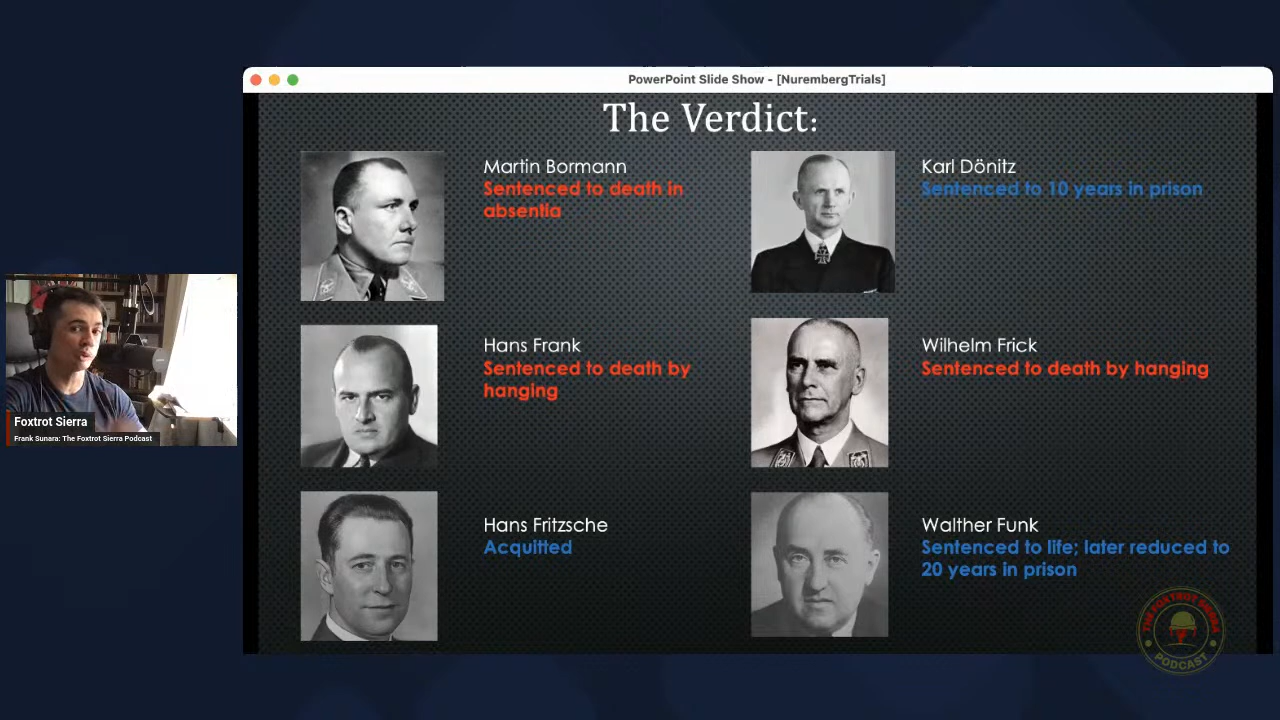 PowerPoint Slide Show - [NurembergTrials]
The Verdict:
Martin Bormann
Sentenced to death in
absentia
Karl Dönitz
Sentenced to 10 years in prison
Hans Frank
Sentenced to death by
hanging
Wilhelm Frick
Sentenced to death by hanging
Hans Fritzsche
Acquitted
Walther Funk
Sentenced to life; later reduced to
20 years in prison
Foxtrot Sierra
Frank Sunara: The Foxtrot Sierra Podcast
THE FOXTROT SIERRA
PODCAST